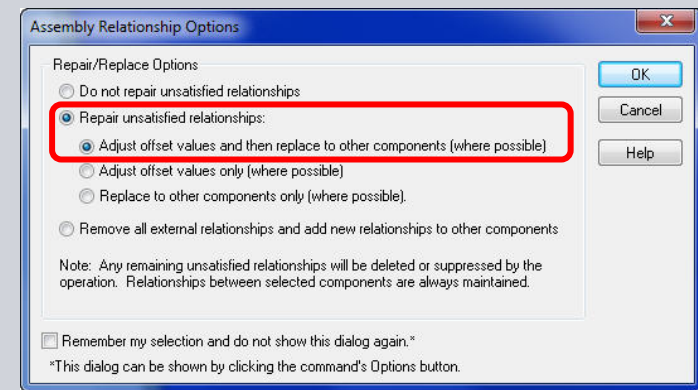 Assembly Relationship Options
Repair/Replace Options
Do not repair unsatisfied relationships
Repair unsatisfied relationships:
Adjust offset values and then replace to other components (where possible)
Adjust offset values only (where possible)
Replace to other components only (where possible).
Remove all external relationships and add new relationships to other components
Note: Any remaining unsatisfied relationships will be deleted or suppressed by the
operation. Relationships between selected components are always maintained.
Remember my selection and do not show this dialog again.*
*This dialog can be shown by clicking the command's Options button.
OK
Cancel
Help